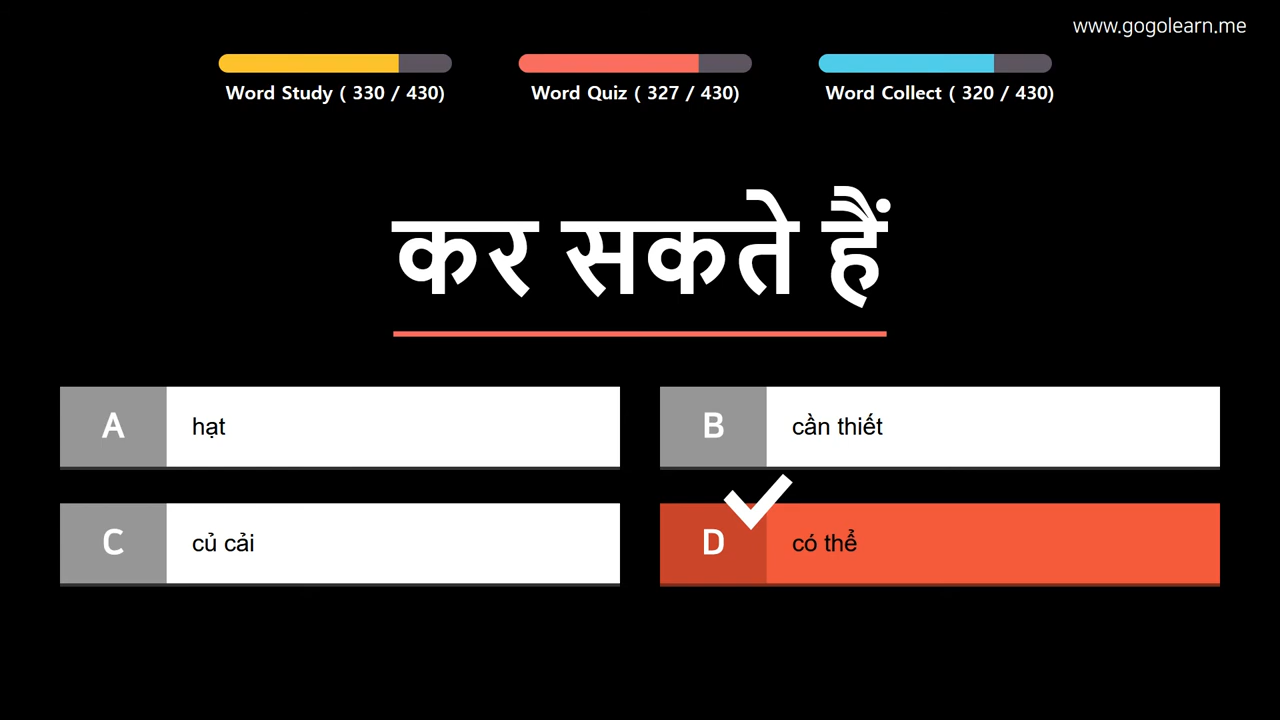 www.gogolearn.me
Word Study ( 330 / 430)
Word Quiz ( 327 / 430)
Word Collect ( 320 / 430)
कर सकते हैं
A hạt
B cần thiết
C củ cải
D có thể